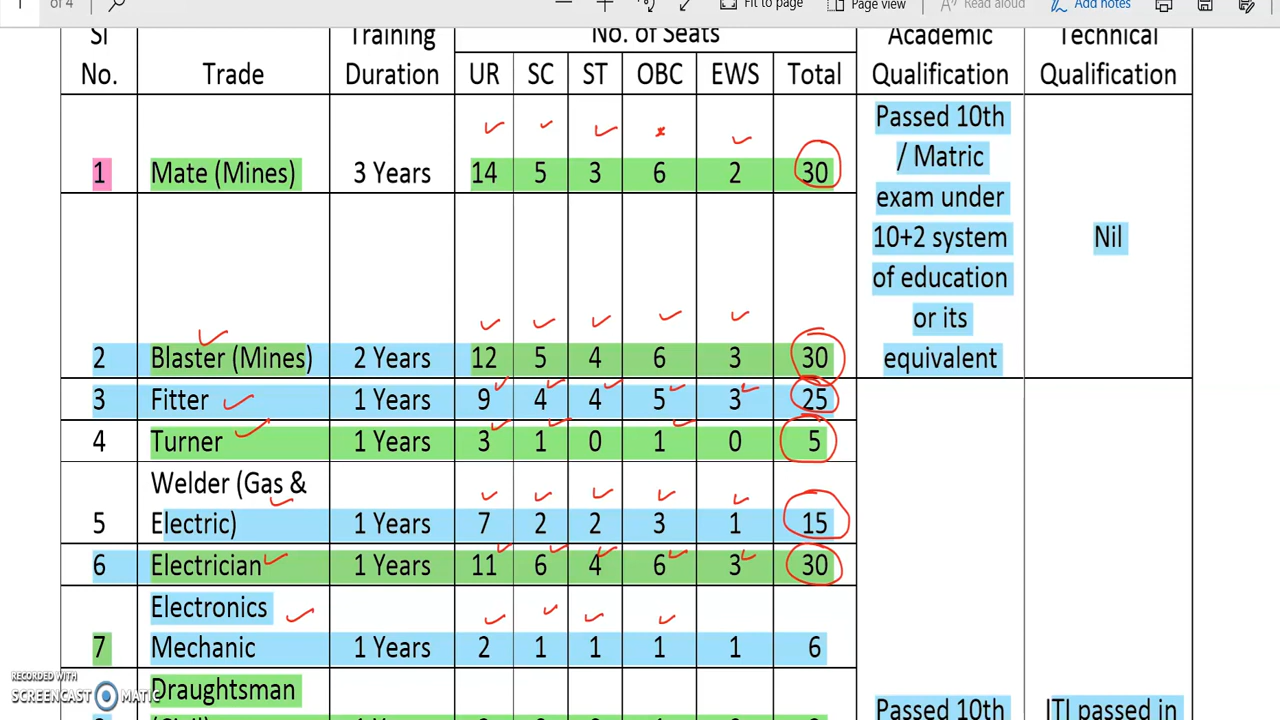 1 of 4 Fit to page Page view Read aloud Add notes
Sl Training No. of Seats Academic Technical
No. Trade Duration UR SC ST OBC EWS Total Qualification Qualification
Passed 10th
/ Matric
1 Mate (Mines) 3 Years 14 5 3 6 2 30
exam under
10+2 system Nil
of education
or its
2 Blaster (Mines) 2 Years 12 5 4 6 3 30 equivalent
3 Fitter 1 Years 9 4 4 5 3 25
4 Turner 1 Years 3 1 0 1 0 5
Welder (Gas &
5 Electric) 1 Years 7 2 2 3 1 15
6 Electrician 1 Years 11 6 4 6 3 30
Electronics
7 Mechanic 1 Years 2 1 1 1 1 6
RECORDED WITH
SCREENCAST MATIC
Draughtsman
Passed 10th ITI passed in